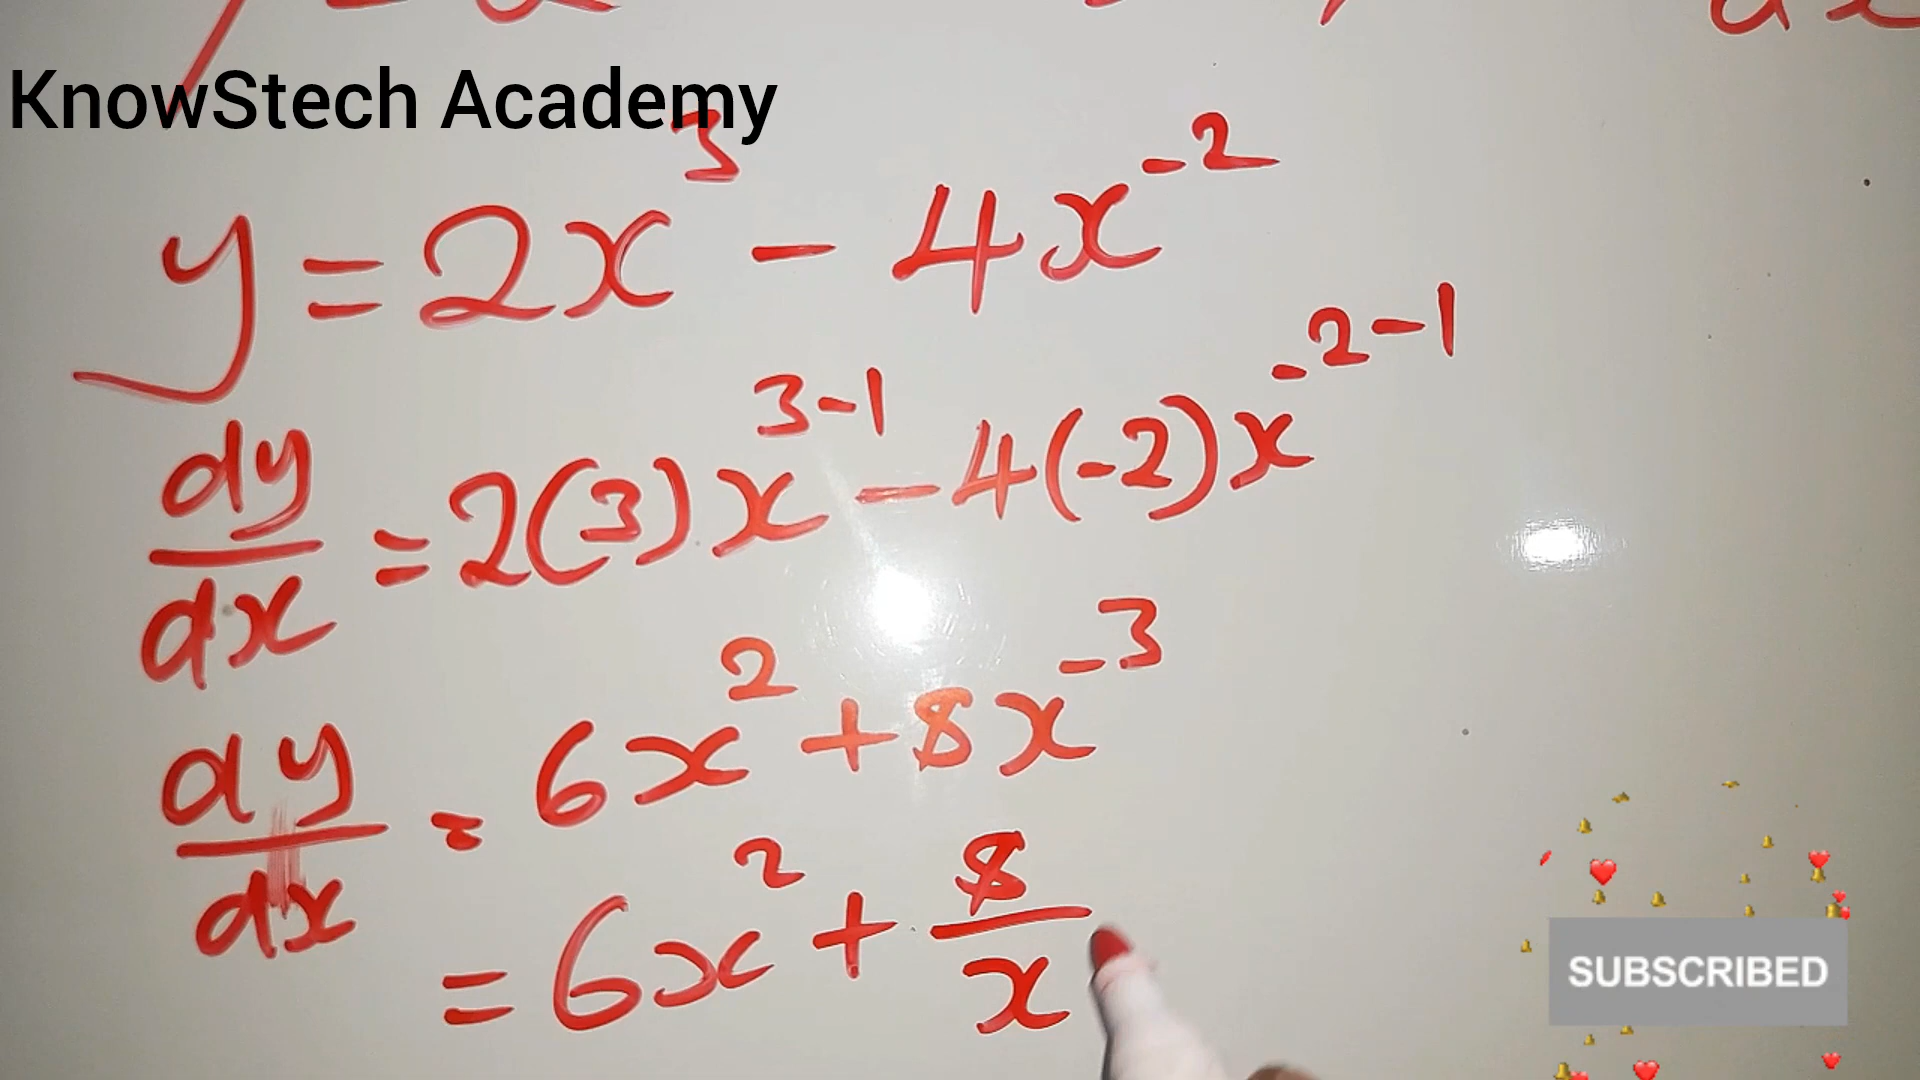 KnowStech Academy
y = 2x³ - 4x⁻²
dy/dx = 2(3)x³⁻¹ - 4(-2)x⁻²⁻¹
dy/dx = 6x² + 8x⁻³
= 6x² + 8/x
SUBSCRIBED